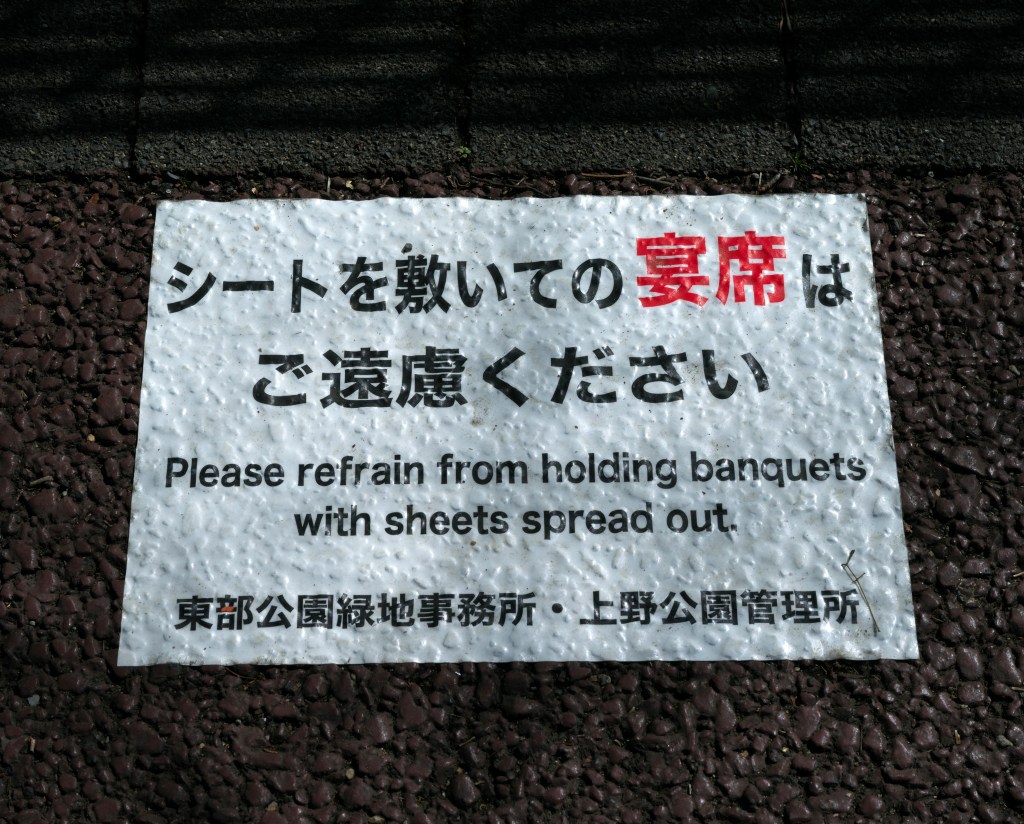 シートを敷いての宴席は
ご遠慮ください
Please refrain from holding banquets
with sheets spread out.
東部公園緑地事務所・上野公園管理所